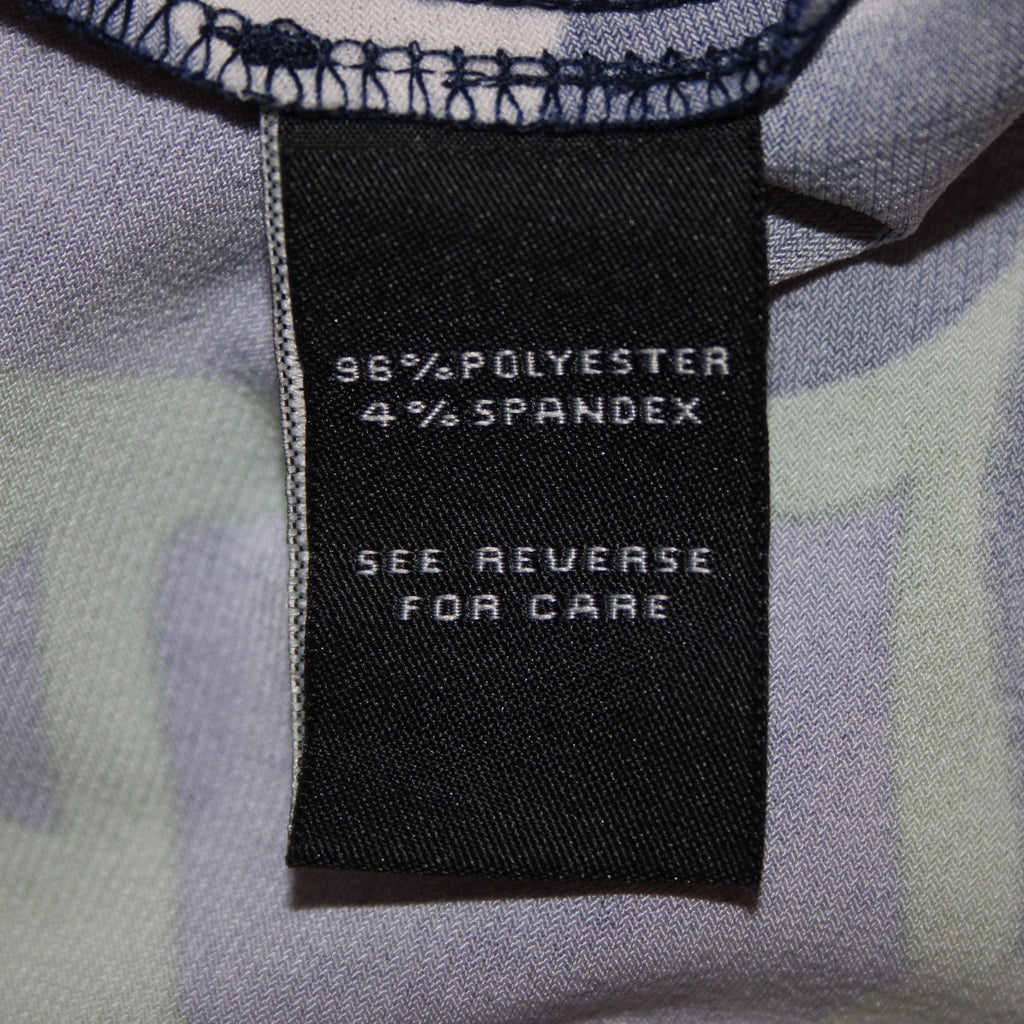 96% POLYESTER
4% SPANDEX
SEE REVERSE
FOR CARE